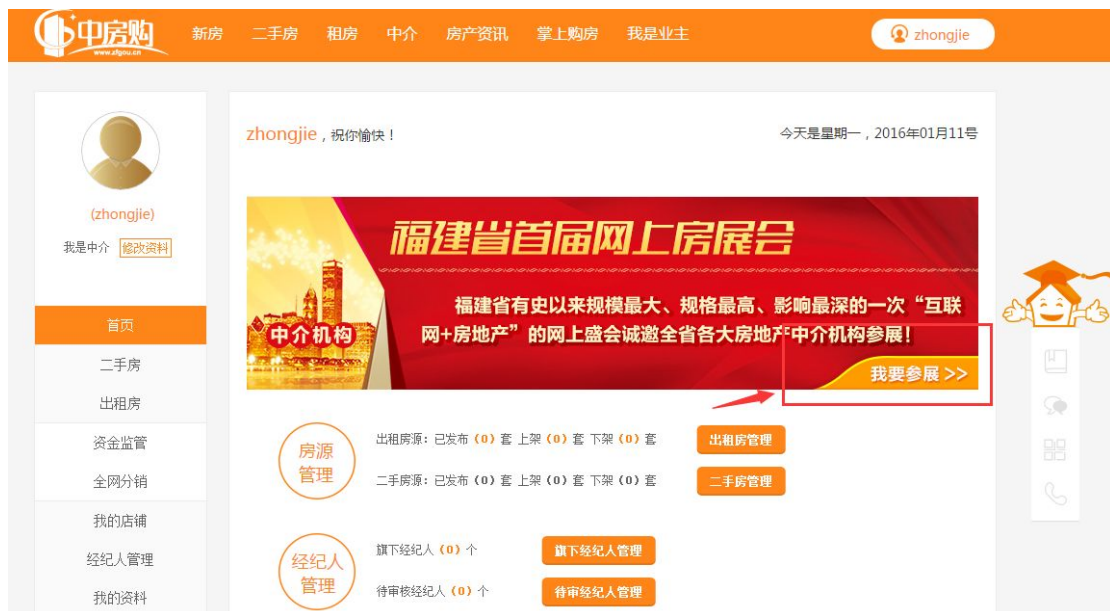 中房购
www.zfgou.cn
新房 二手房 租房 中介 房产资讯 掌上购房 我是业主
zhongjie
(zhongjie)
我是中介 修改资料
首页
二手房
出租房
资金监管
全网分销
我的店铺
经纪人管理
我的资料
zhongjie，祝你愉快！
今天是星期一，2016年01月11号
福建省首届网上房展会
福建省有史以来规模最大、规格最高、影响最深的一次“互联
网+房地产”的网上盛会诚邀全省各大房地产中介机构参展！
中介机构
我要参展 >>
房源
管理
出租房源：已发布（0）套 上架（0）套 下架（0）套 出租房管理
二手房源：已发布（0）套 上架（0）套 下架（0）套 二手房管理
经纪人
管理
旗下经纪人（0）个 旗下经纪人管理
待审核经纪人（0）个 待审经纪人管理